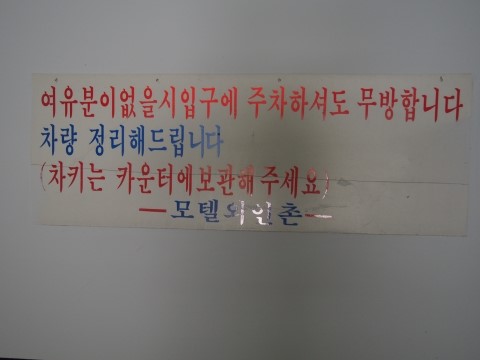 여유분이없을시입구에 주차하셔도 무방합니다
차량 정리해드립니다
(차키는 카운터에보관해주세요)
— 모텔외인촌 —